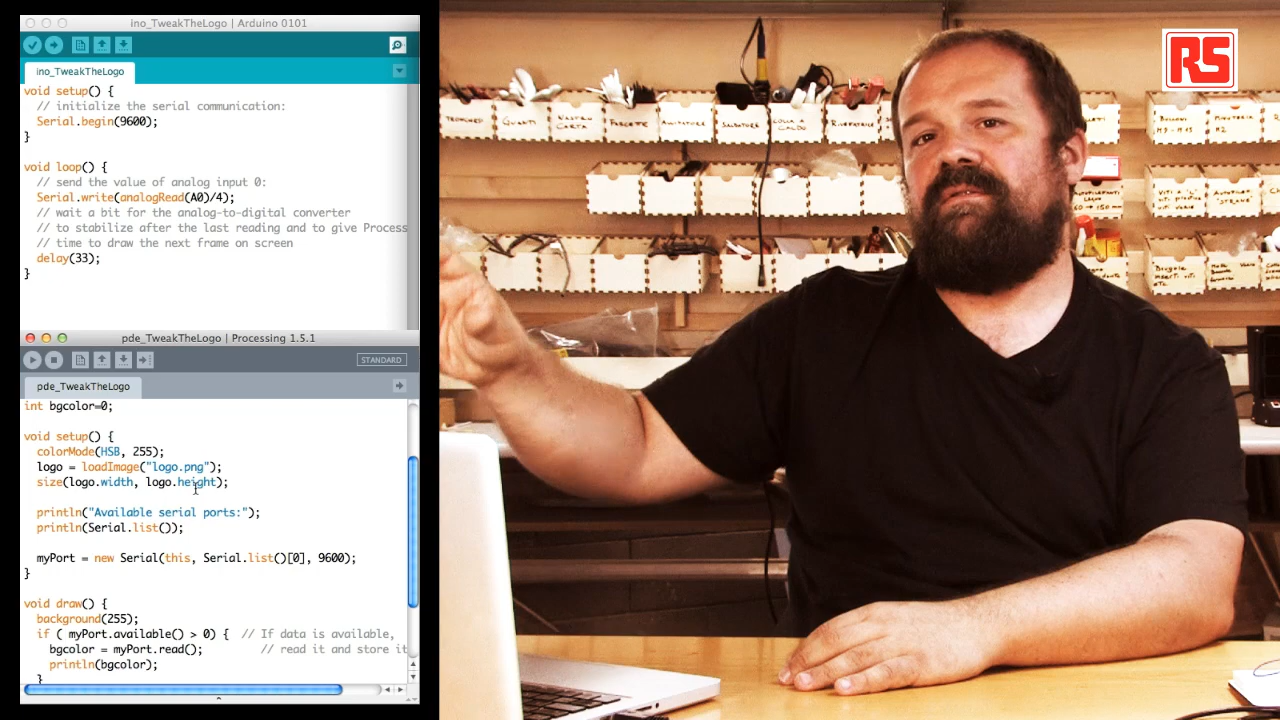 ino_TweakTheLogo | Arduino 0101
ino_TweakTheLogo
void setup() {
// initialize the serial communication:
Serial.begin(9600);
}
void loop() {
// send the value of analog input 0:
Serial.write(analogRead(A0)/4);
// wait a bit for the analog-to-digital converter
// to stabilize after the last reading and to give Process
// time to draw the next frame on screen
delay(33);
}
pde_TweakTheLogo | Processing 1.5.1
STANDARD
pde_TweakTheLogo
int bgcolor=0;
void setup() {
colorMode(HSB, 255);
logo = loadImage("logo.png");
size(logo.width, logo.height);
println("Available serial ports:");
println(Serial.list());
myPort = new Serial(this, Serial.list()[0], 9600);
}
void draw() {
background(255);
if ( myPort.available() > 0) { // If data is available,
bgcolor = myPort.read(); // read it and store it
println(bgcolor);
}
RS
GUANTI
NASTRO CARTA
FASCETTE
COLLA A CALDO